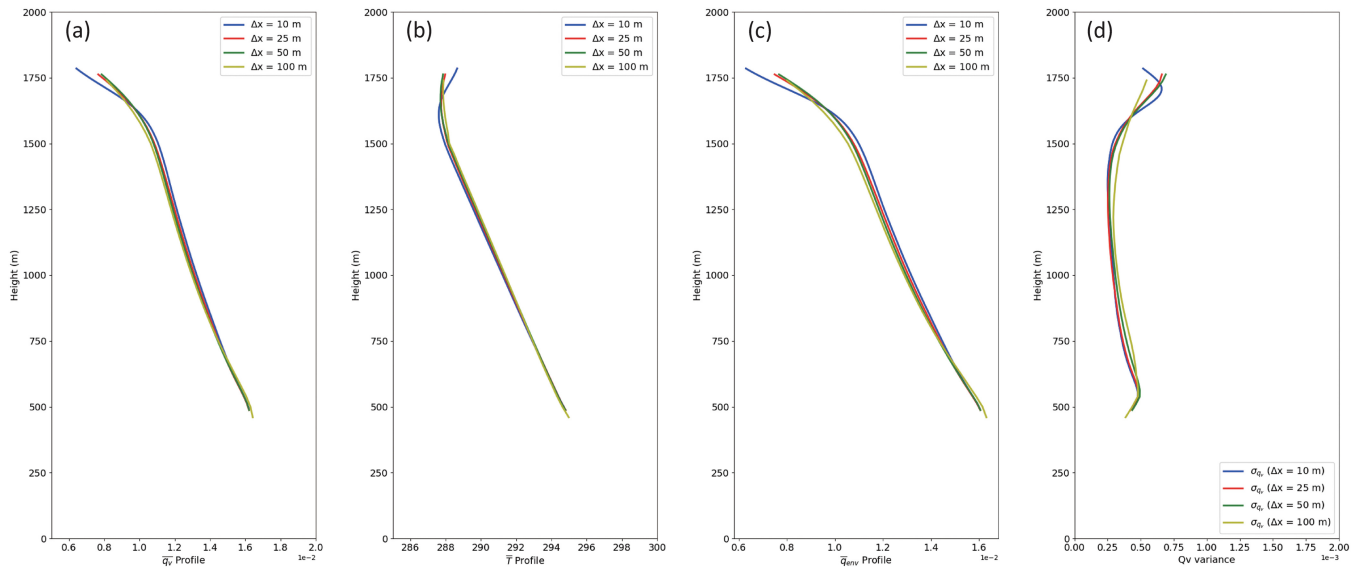 (a)
Δx = 10 m
Δx = 25 m
Δx = 50 m
Δx = 100 m
2000
1750
1500
1250
1000
750
500
250
0
Height (m)
0.6 0.8 1.0 1.2 1.4 1.6 1.8 2.0
1e−2
q̅v̅ Profile
(b)
Δx = 10 m
Δx = 25 m
Δx = 50 m
Δx = 100 m
2000
1750
1500
1250
1000
750
500
250
0
Height (m)
286 288 290 292 294 296 298 300
T̅ Profile
(c)
Δx = 10 m
Δx = 25 m
Δx = 50 m
Δx = 100 m
2000
1750
1500
1250
1000
750
500
250
0
Height (m)
0.6 0.8 1.0 1.2 1.4 1.6
1e−2
q̅env Profile
(d)
2000
1750
1500
1250
1000
750
500
250
0
Height (m)
σqv (Δx = 10 m)
σqv (Δx = 25 m)
σqv (Δx = 50 m)
σqv (Δx = 100 m)
0.00 0.25 0.50 0.75 1.00 1.25 1.50 1.75 2.00
1e−3
Qv variance